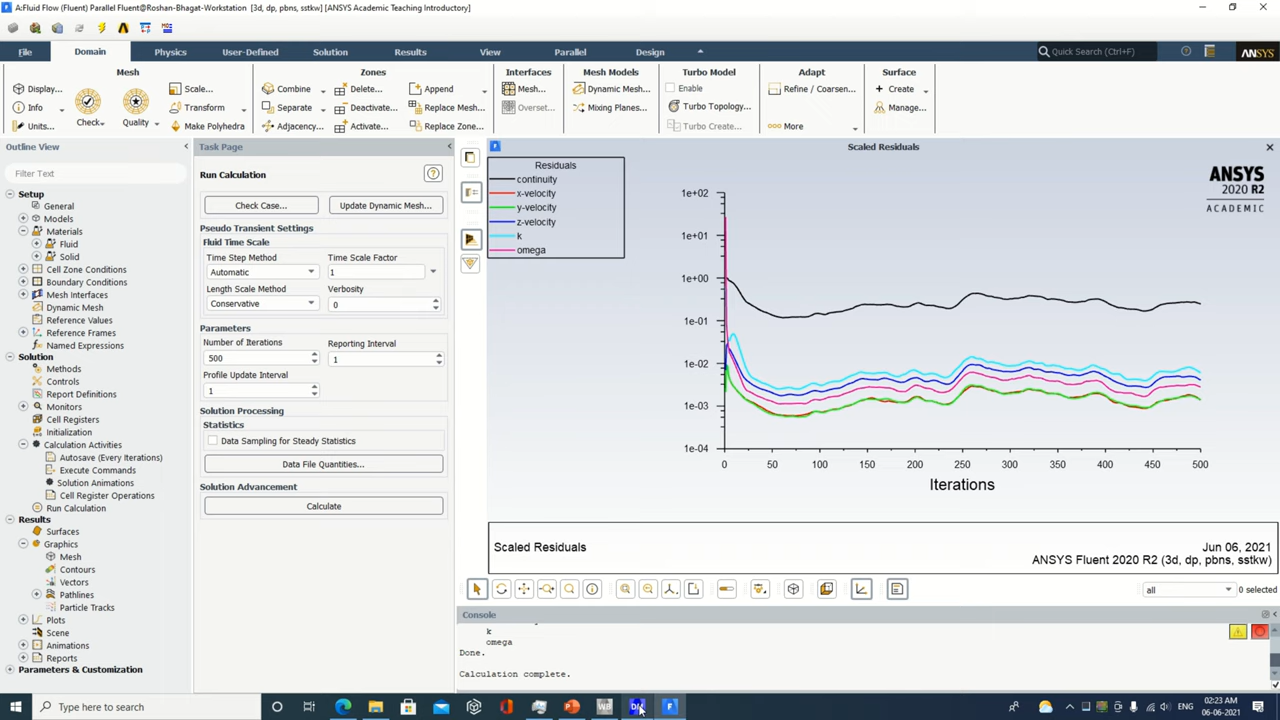 A:Fluid Flow (Fluent) Parallel Fluent@Roshan-Bhagat-Workstation [3d, dp, pbns, sstkw] [ANSYS Academic Teaching Introductory]
File Domain Physics User-Defined Solution Results View Parallel Design Quick Search (Ctrl+F) ANSYS
Mesh Zones Interfaces Mesh Models Turbo Model Adapt Surface
Display... Scale... Combine Delete... Append Mesh... Dynamic Mesh... Enable Refine / Coarsen... Create
Info Transform Separate Deactivate... Replace Mesh... Overset... Mixing Planes... Turbo Topology... Manage...
Check Quality
Units... Make Polyhedra Adjacency... Activate... Replace Zone... Turbo Create... More
Outline View
Filter Text
Setup
General
Models
Materials
Fluid
Solid
Cell Zone Conditions
Boundary Conditions
Mesh Interfaces
Dynamic Mesh
Reference Values
Reference Frames
Named Expressions
Solution
Methods
Controls
Report Definitions
Monitors
Cell Registers
Initialization
Calculation Activities
Autosave (Every Iterations)
Execute Commands
Solution Animations
Cell Register Operations
Run Calculation
Results
Surfaces
Graphics
Mesh
Contours
Vectors
Pathlines
Particle Tracks
Plots
Scene
Animations
Reports
Parameters & Customization
Task Page
Run Calculation
Check Case... Update Dynamic Mesh...
Pseudo Transient Settings
Fluid Time Scale
Time Step Method Time Scale Factor
Automatic 1
Length Scale Method Verbosity
Conservative 0
Parameters
Number of Iterations Reporting Interval
500 1
Profile Update Interval
1
Solution Processing
Statistics
Data Sampling for Steady Statistics
Data File Quantities...
Solution Advancement
Calculate
Scaled Residuals
Residuals
continuity
x-velocity
y-velocity
z-velocity
k
omega
ANSYS
2020 R2
ACADEMIC
1e+02
1e+01
1e+00
1e-01
1e-02
1e-03
1e-04
0 50 100 150 200 250 300 350 400 450 500
Iterations
Scaled Residuals Jun 06, 2021
ANSYS Fluent 2020 R2 (3d, dp, pbns, sstkw)
all 0 selected
Console
k
omega
Done.
Calculation complete.
Type here to search
ENG 02:23 AM
06-06-2021